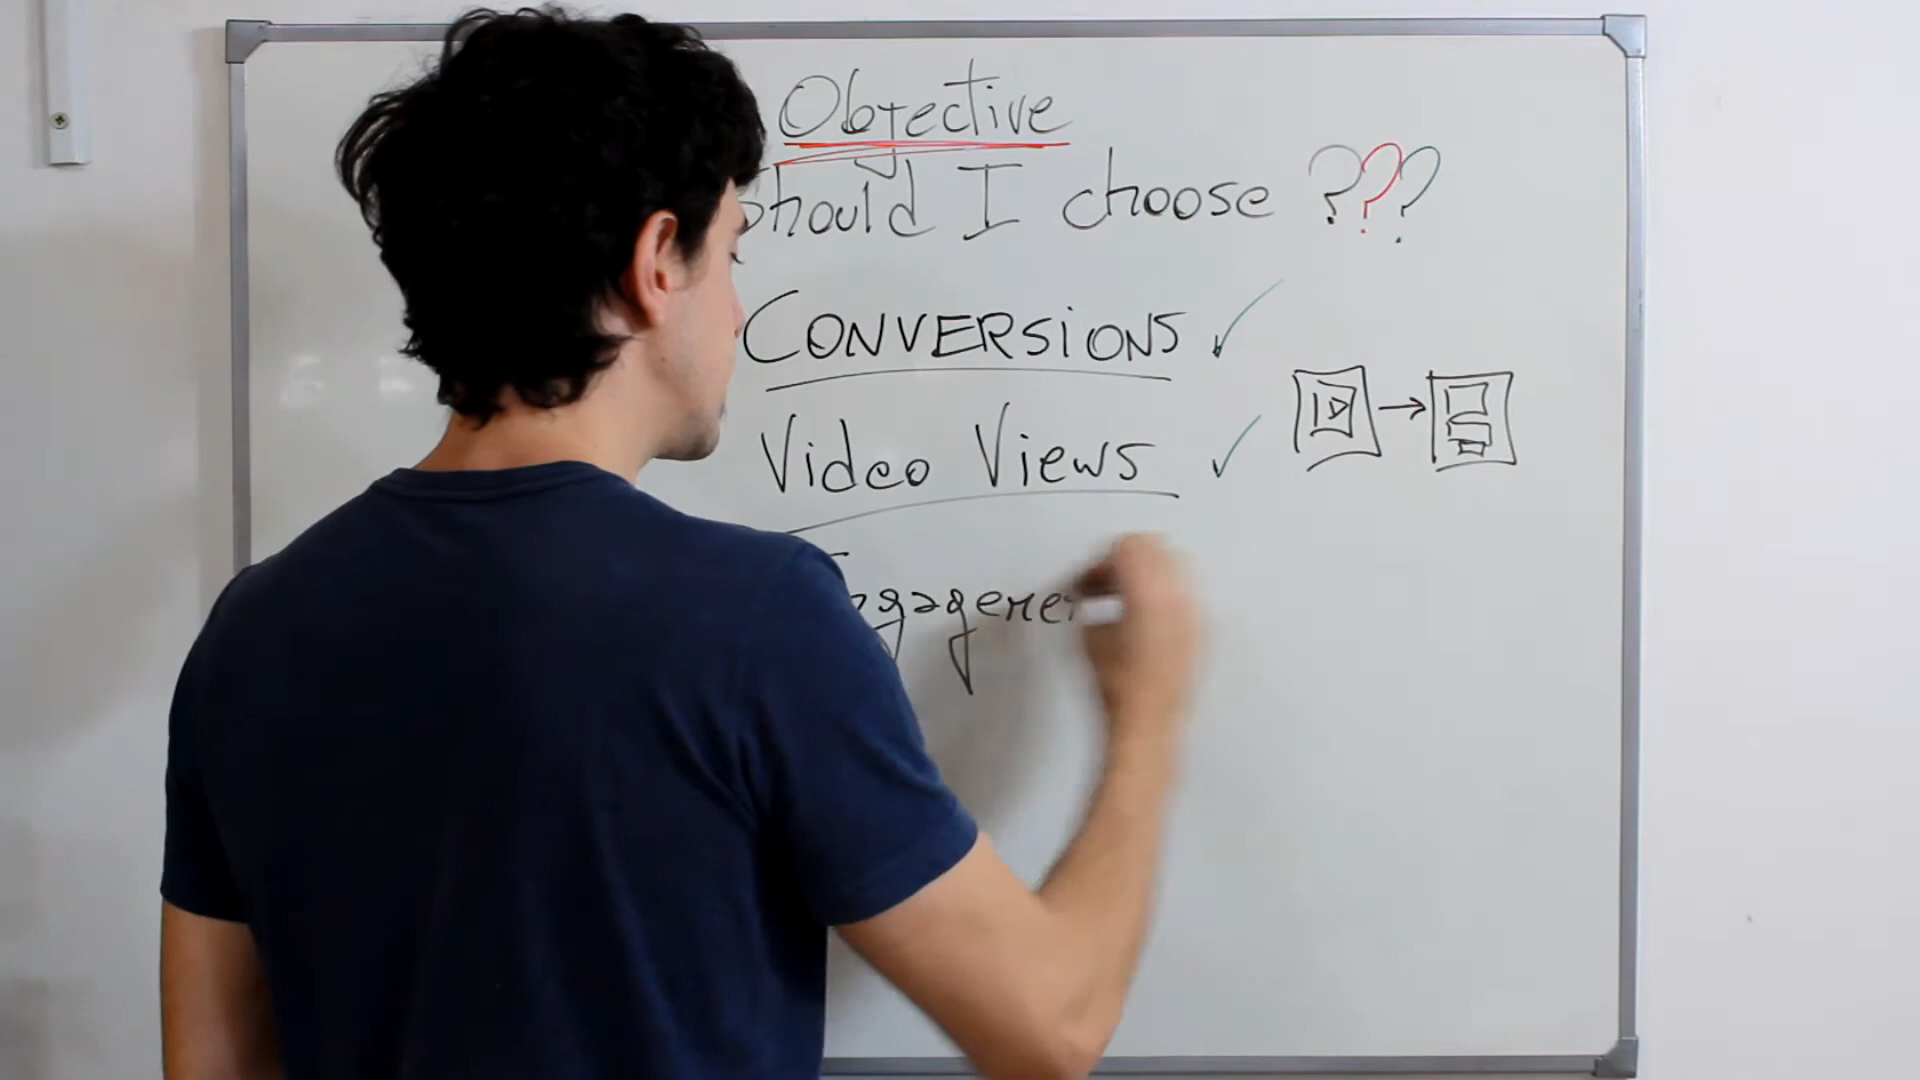 Objective
Should I choose ???
CONVERSIONS ✓
Video Views ✓